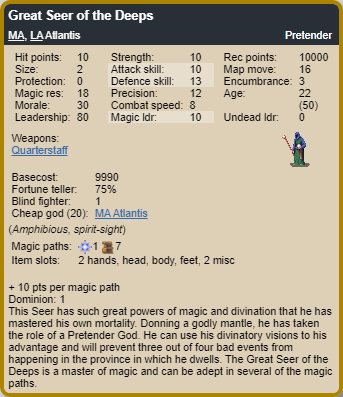 Great Seer of the Deeps
MA, LA Atlantis Pretender
Hit points: 10 Strength: 10 Rec points: 10000
Size: 2 Attack skill: 10 Map move: 16
Protection: 0 Defence skill: 13 Encumbrance: 3
Magic res: 18 Precision: 12 Age: 22
Morale: 30 Combat speed: 8 (50)
Leadership: 80 Magic ldr: 10 Undead ldr: 0
Weapons:
Quarterstaff
Basecost: 9990
Fortune teller: 75%
Blind fighter: 1
Cheap god (20): MA Atlantis
(Amphibious, spirit-sight)
Magic paths: 1 7
Item slots: 2 hands, head, body, feet, 2 misc
+ 10 pts per magic path
Dominion: 1
This Seer has such great powers of magic and divination that he has
mastered his own mortality. Donning a godly mantle, he has taken
the role of a Pretender God. He can use his divinatory visions to his
advantage and will prevent three out of four bad events from
happening in the province in which he dwells. The Great Seer of the
Deeps is a master of magic and can be adept in several of the magic
paths.